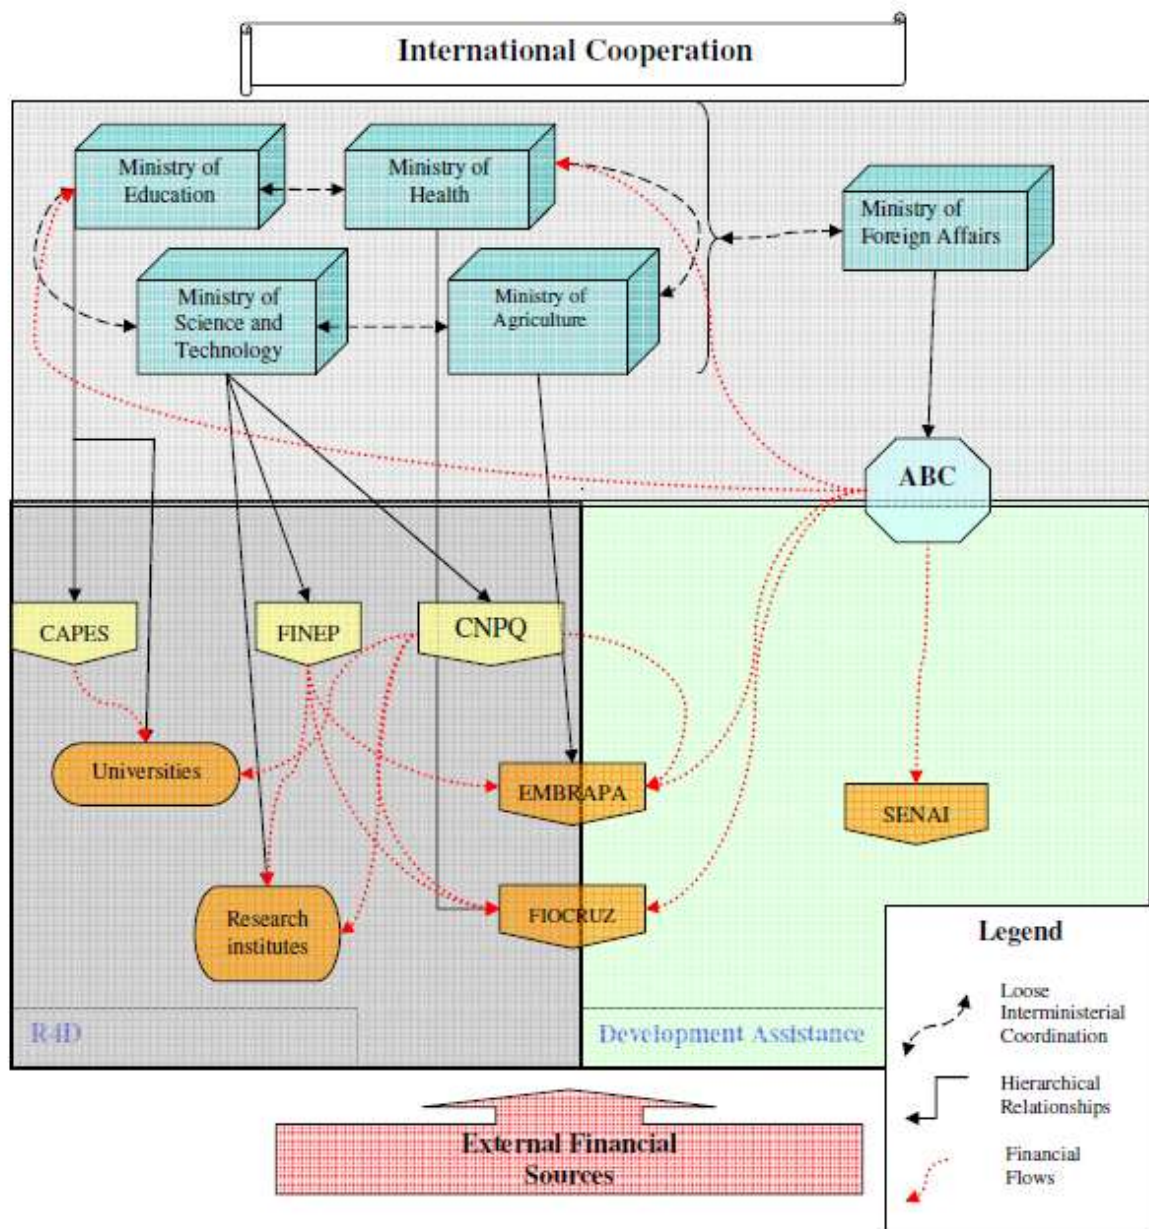 International Cooperation
Ministry of
Education
Ministry of
Health
Ministry of
Foreign Affairs
Ministry of
Science and
Technology
Ministry of
Agriculture
ABC
CAPES
FINEP
CNPQ
Universities
EMBRAPA
SENAI
Research
institutes
FIOCRUZ
R4D
Development Assistance
Legend
Loose
Interministerial
Coordination
Hierarchical
Relationships
Financial
Flows
External Financial
Sources